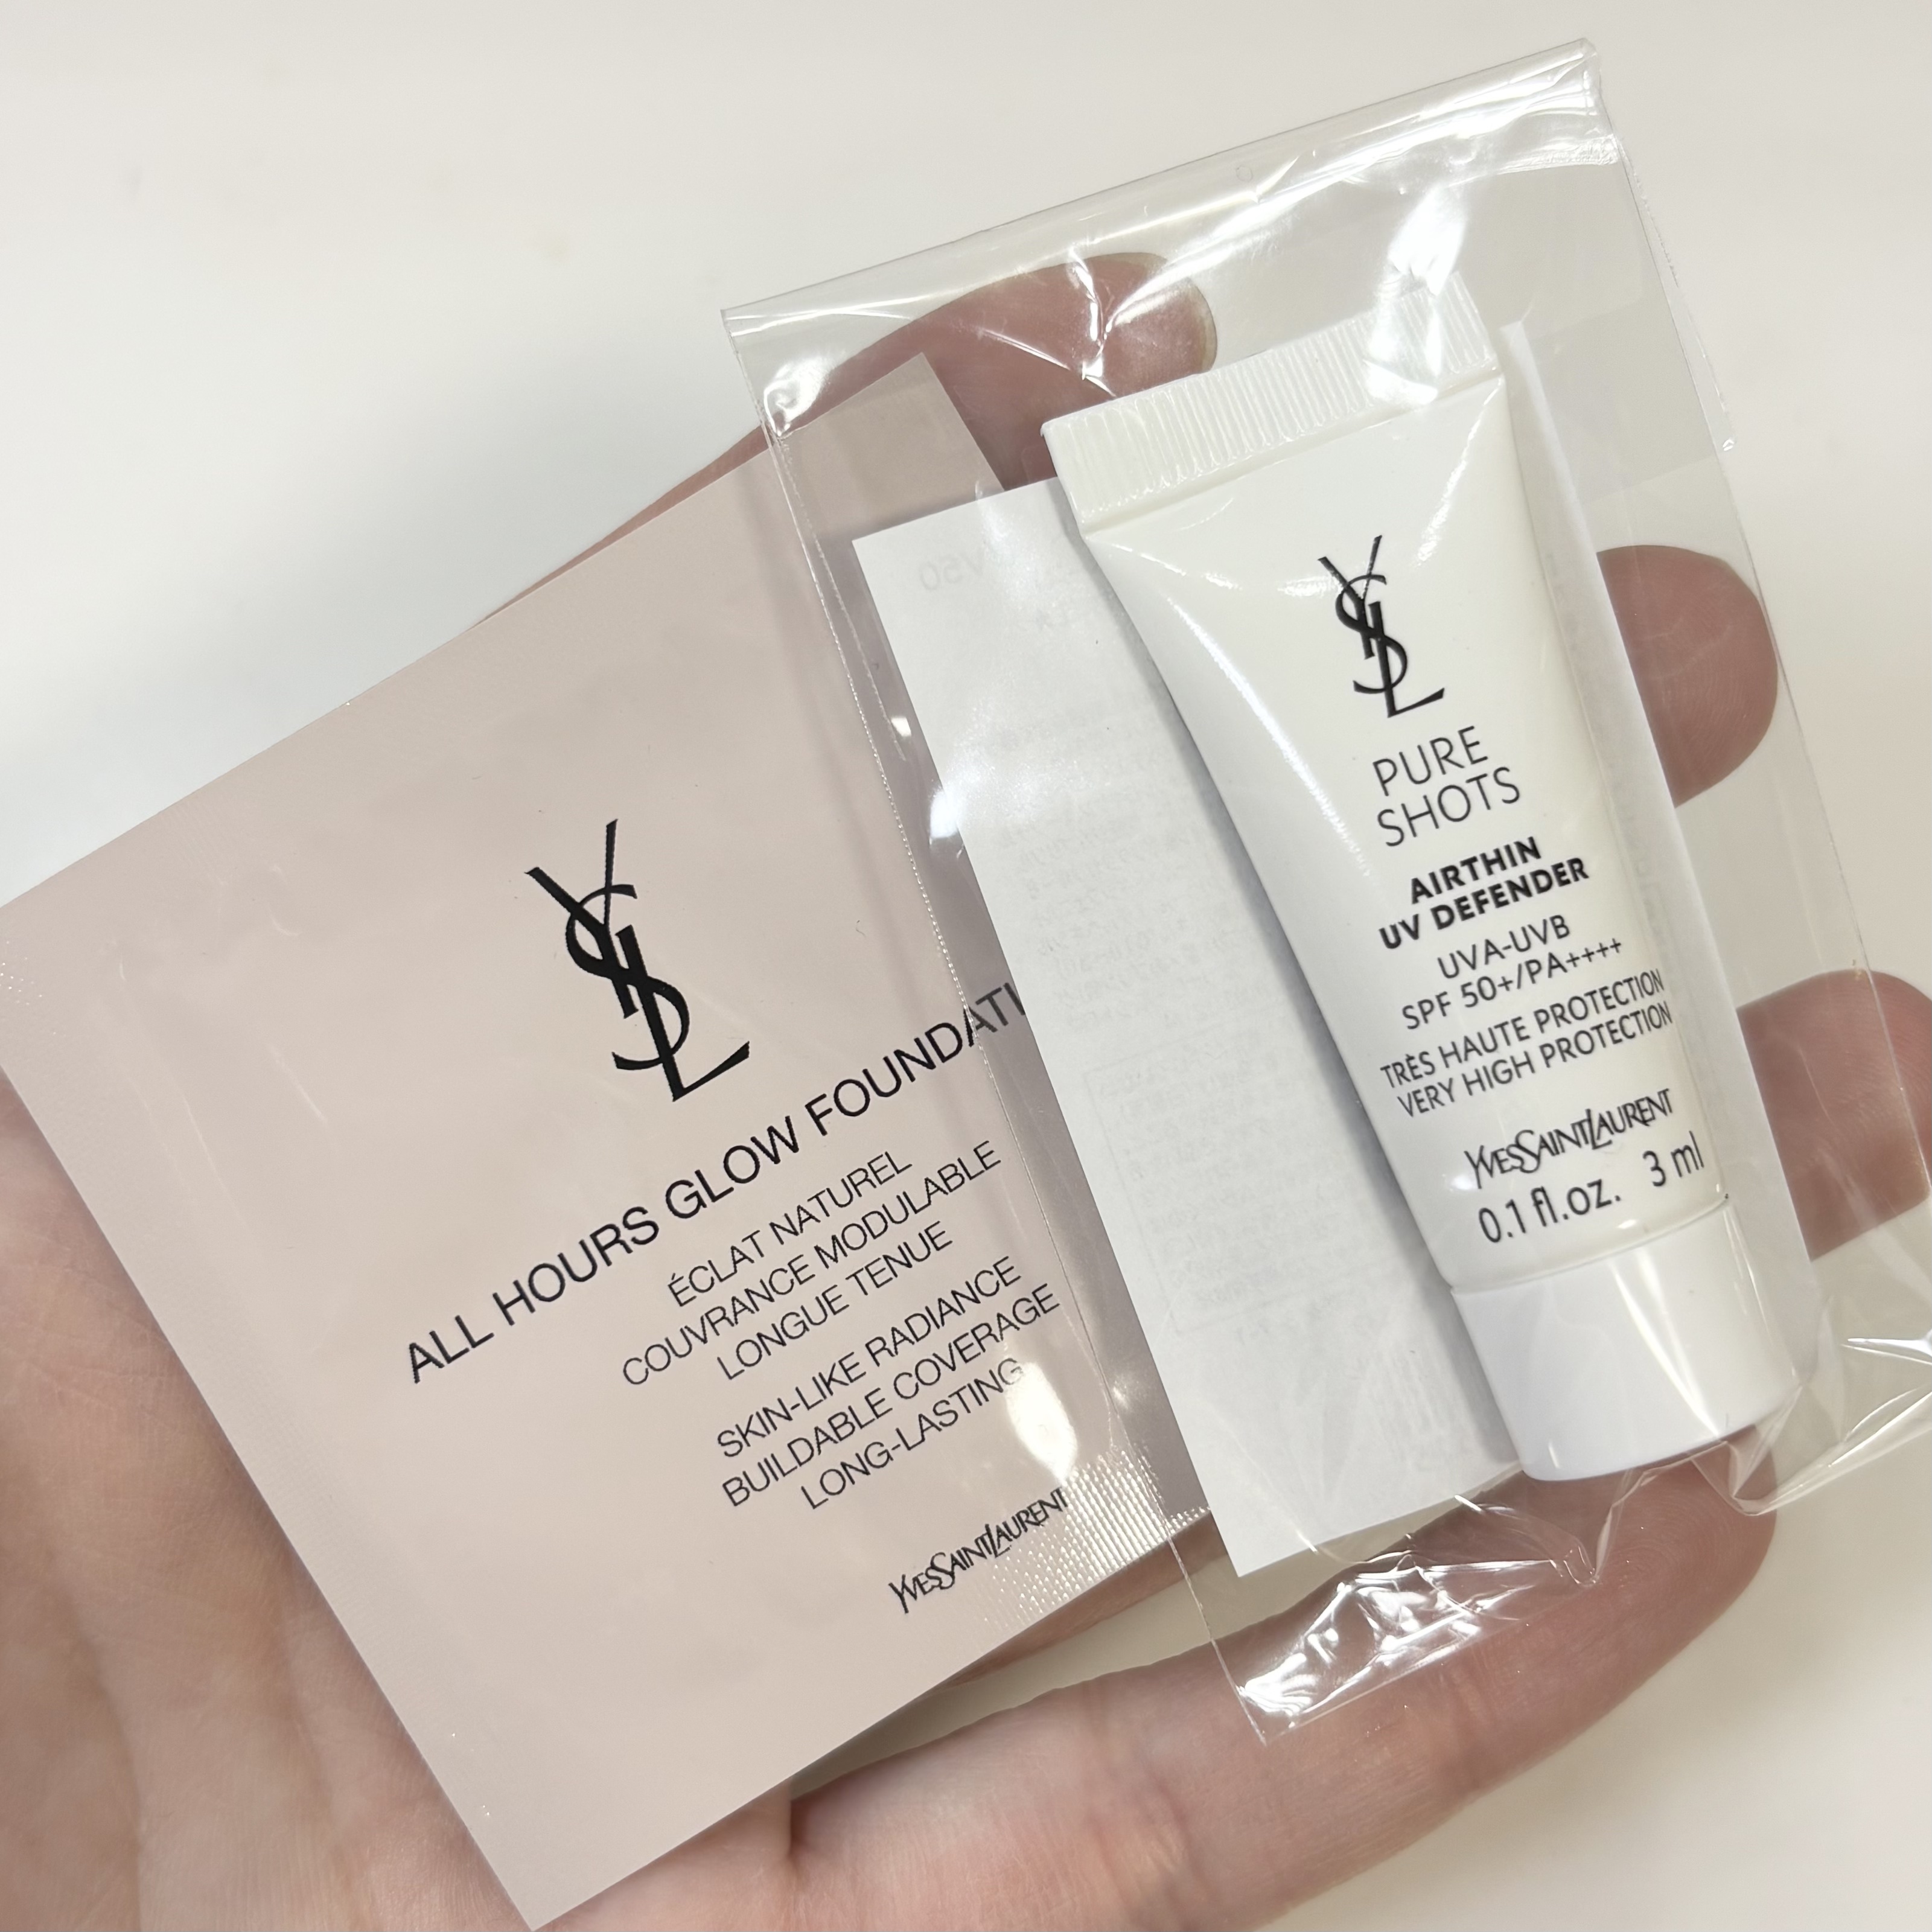 YSL
ALL HOURS GLOW FOUNDATI
ÉCLAT NATUREL
COUVRANCE MODULABLE
LONGUE TENUE
SKIN-LIKE RADIANCE
BUILDABLE COVERAGE
LONG-LASTING
YVESSAINTLAURENT
YSL
PURE
SHOTS
AIRTHIN
UV DEFENDER
UVA-UVB
SPF 50+/PA++++
TRÈS HAUTE PROTECTION
VERY HIGH PROTECTION
YVESSAINTLAURENT
0.1 fl.oz. 3 ml